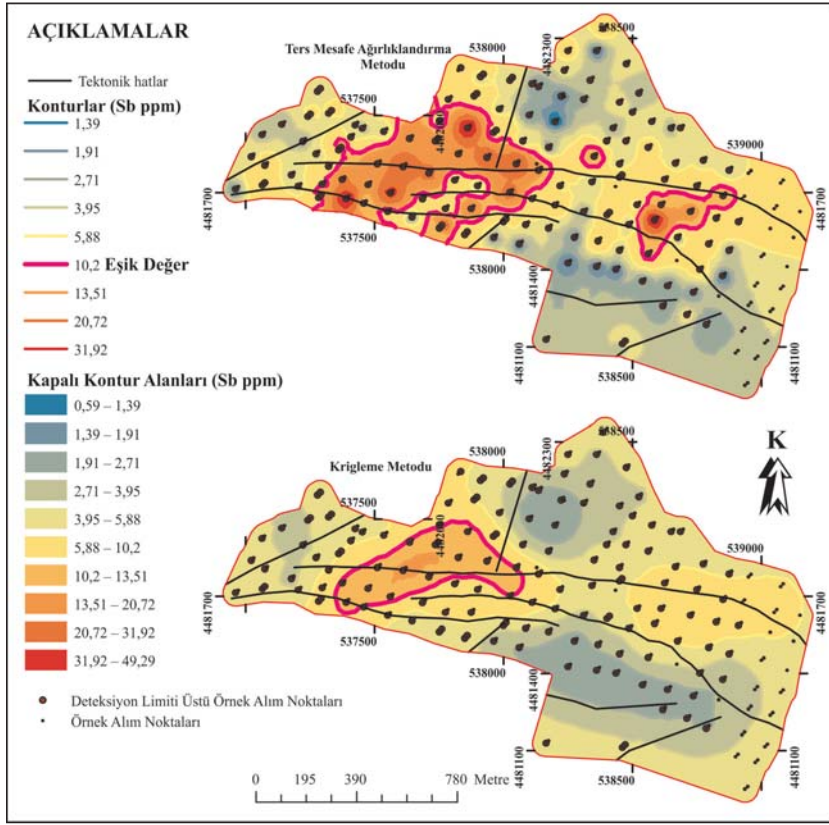 AÇIKLAMALAR
Tektonik hatlar
Konturlar (Sb ppm)
1,39
1,91
2,71
3,95
5,88
10,2 Eşik Değer
13,51
20,72
31,92
Kapalı Kontur Alanları (Sb ppm)
0,59 – 1,39
1,39 – 1,91
1,91 – 2,71
2,71 – 3,95
3,95 – 5,88
5,88 – 10,2
10,2 – 13,51
13,51 – 20,72
20,72 – 31,92
31,92 – 49,29
Deteksiyon Limiti Üstü Örnek Alım Noktaları
Örnek Alım Noktaları
Ters Mesafe Ağırlıklandırma
Metodu
538000
4482300
538500
537500
539000
4481700
4481700
537500
538000
4481400
4481100
4481100
538500
Krigleme Metodu
538000
4482300
538500
K
537500
539000
4481700
4481700
537500
538000
4481400
4481100
4481100
538500
0 195 390 780 Metre